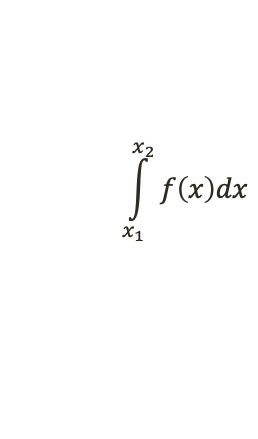 x₂
∫ f(x)dx
x₁